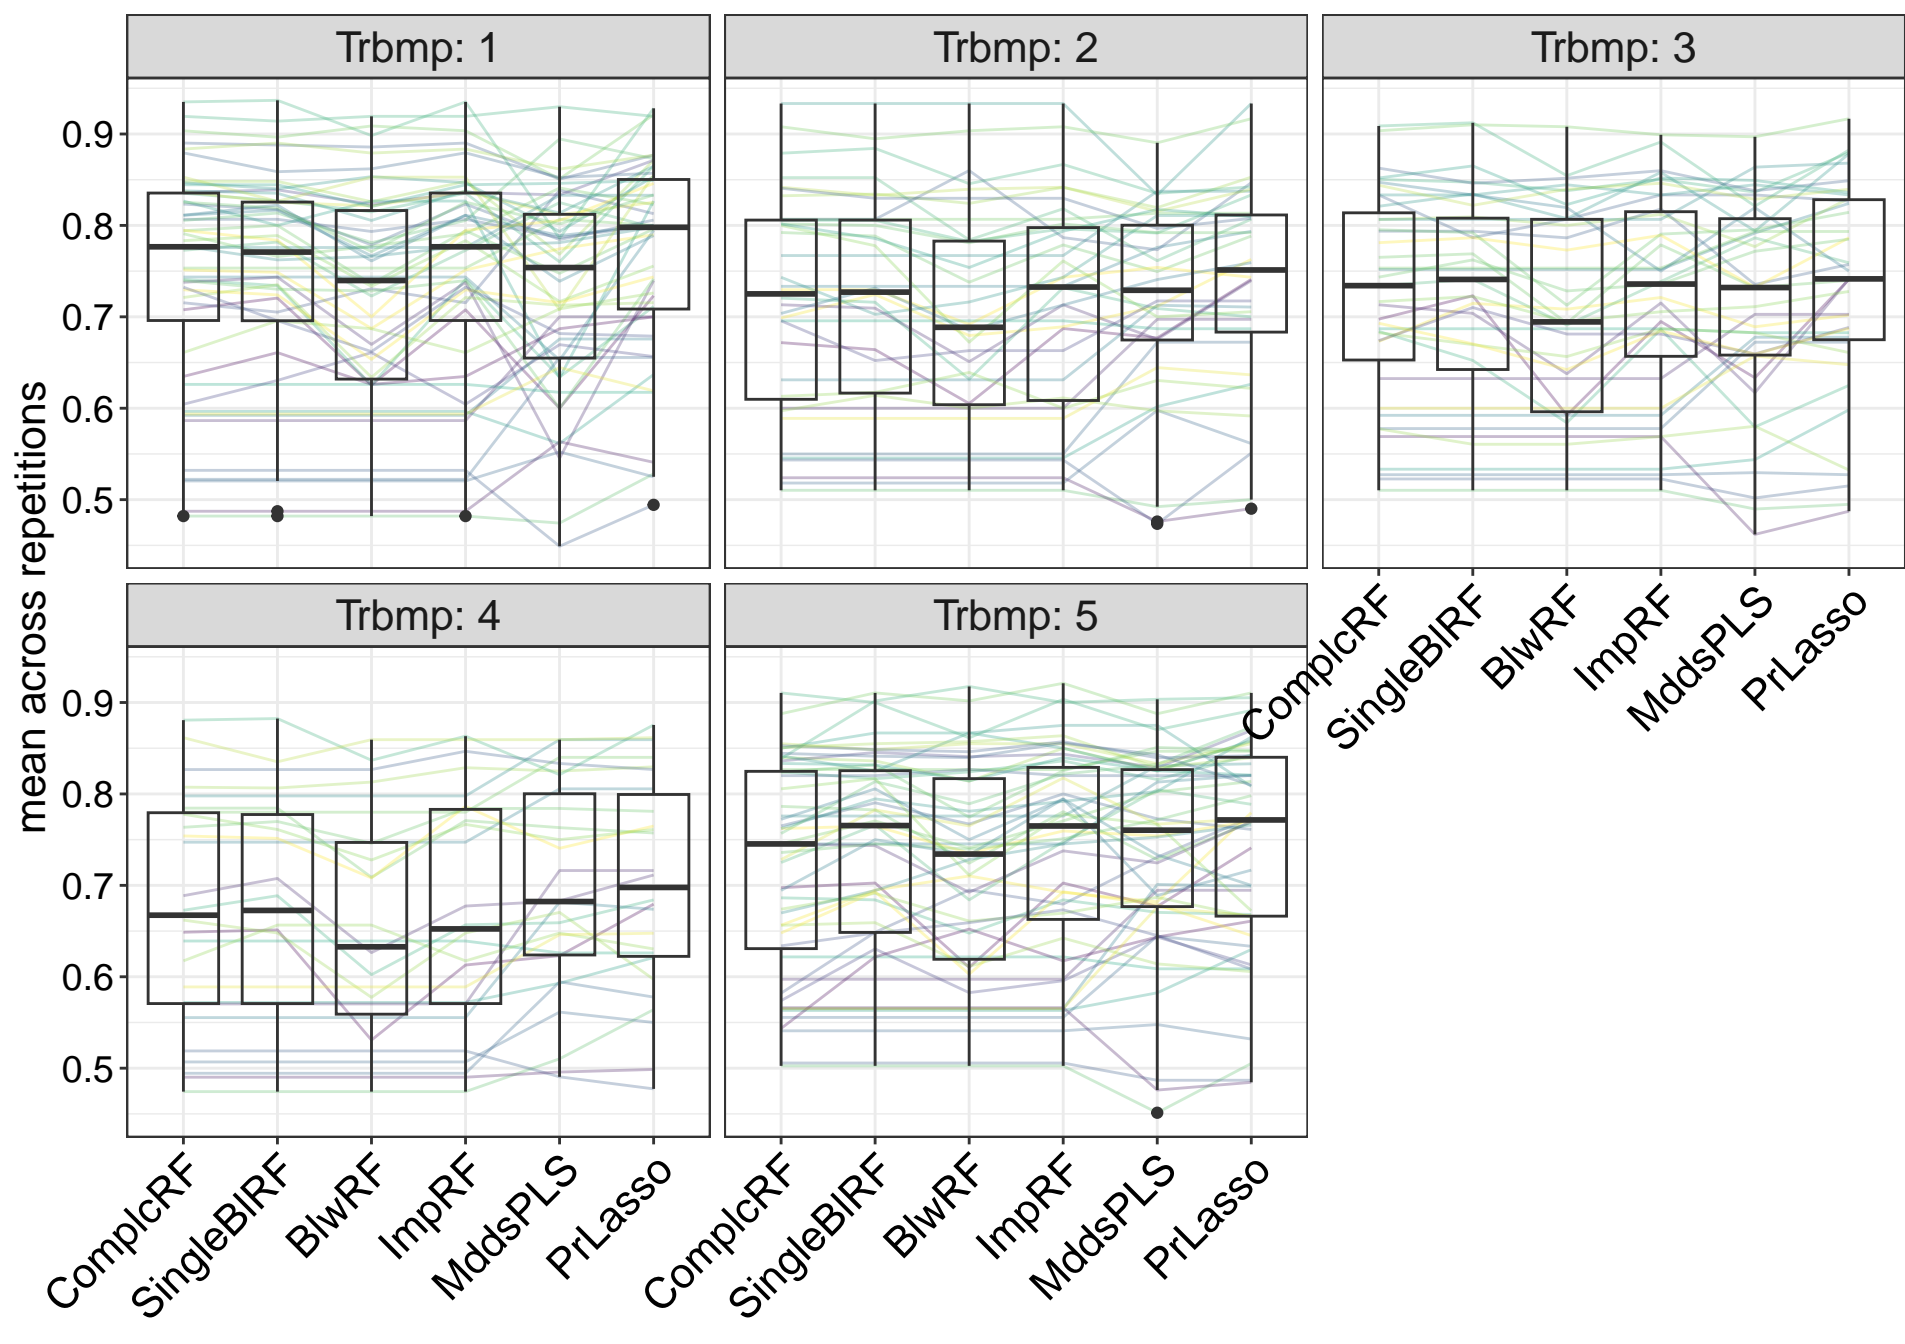 Trbmp: 1
Trbmp: 2
Trbmp: 3
0.9
0.8
0.7
0.6
0.5
mean across repetitions
ComplcRF
SingleBlRF
BlwRF
ImpRF
MddsPLS
PrLasso
Trbmp: 4
Trbmp: 5
0.9
0.8
0.7
0.6
0.5
ComplcRF
SingleBlRF
BlwRF
ImpRF
MddsPLS
PrLasso
ComplcRF
SingleBlRF
BlwRF
ImpRF
MddsPLS
PrLasso